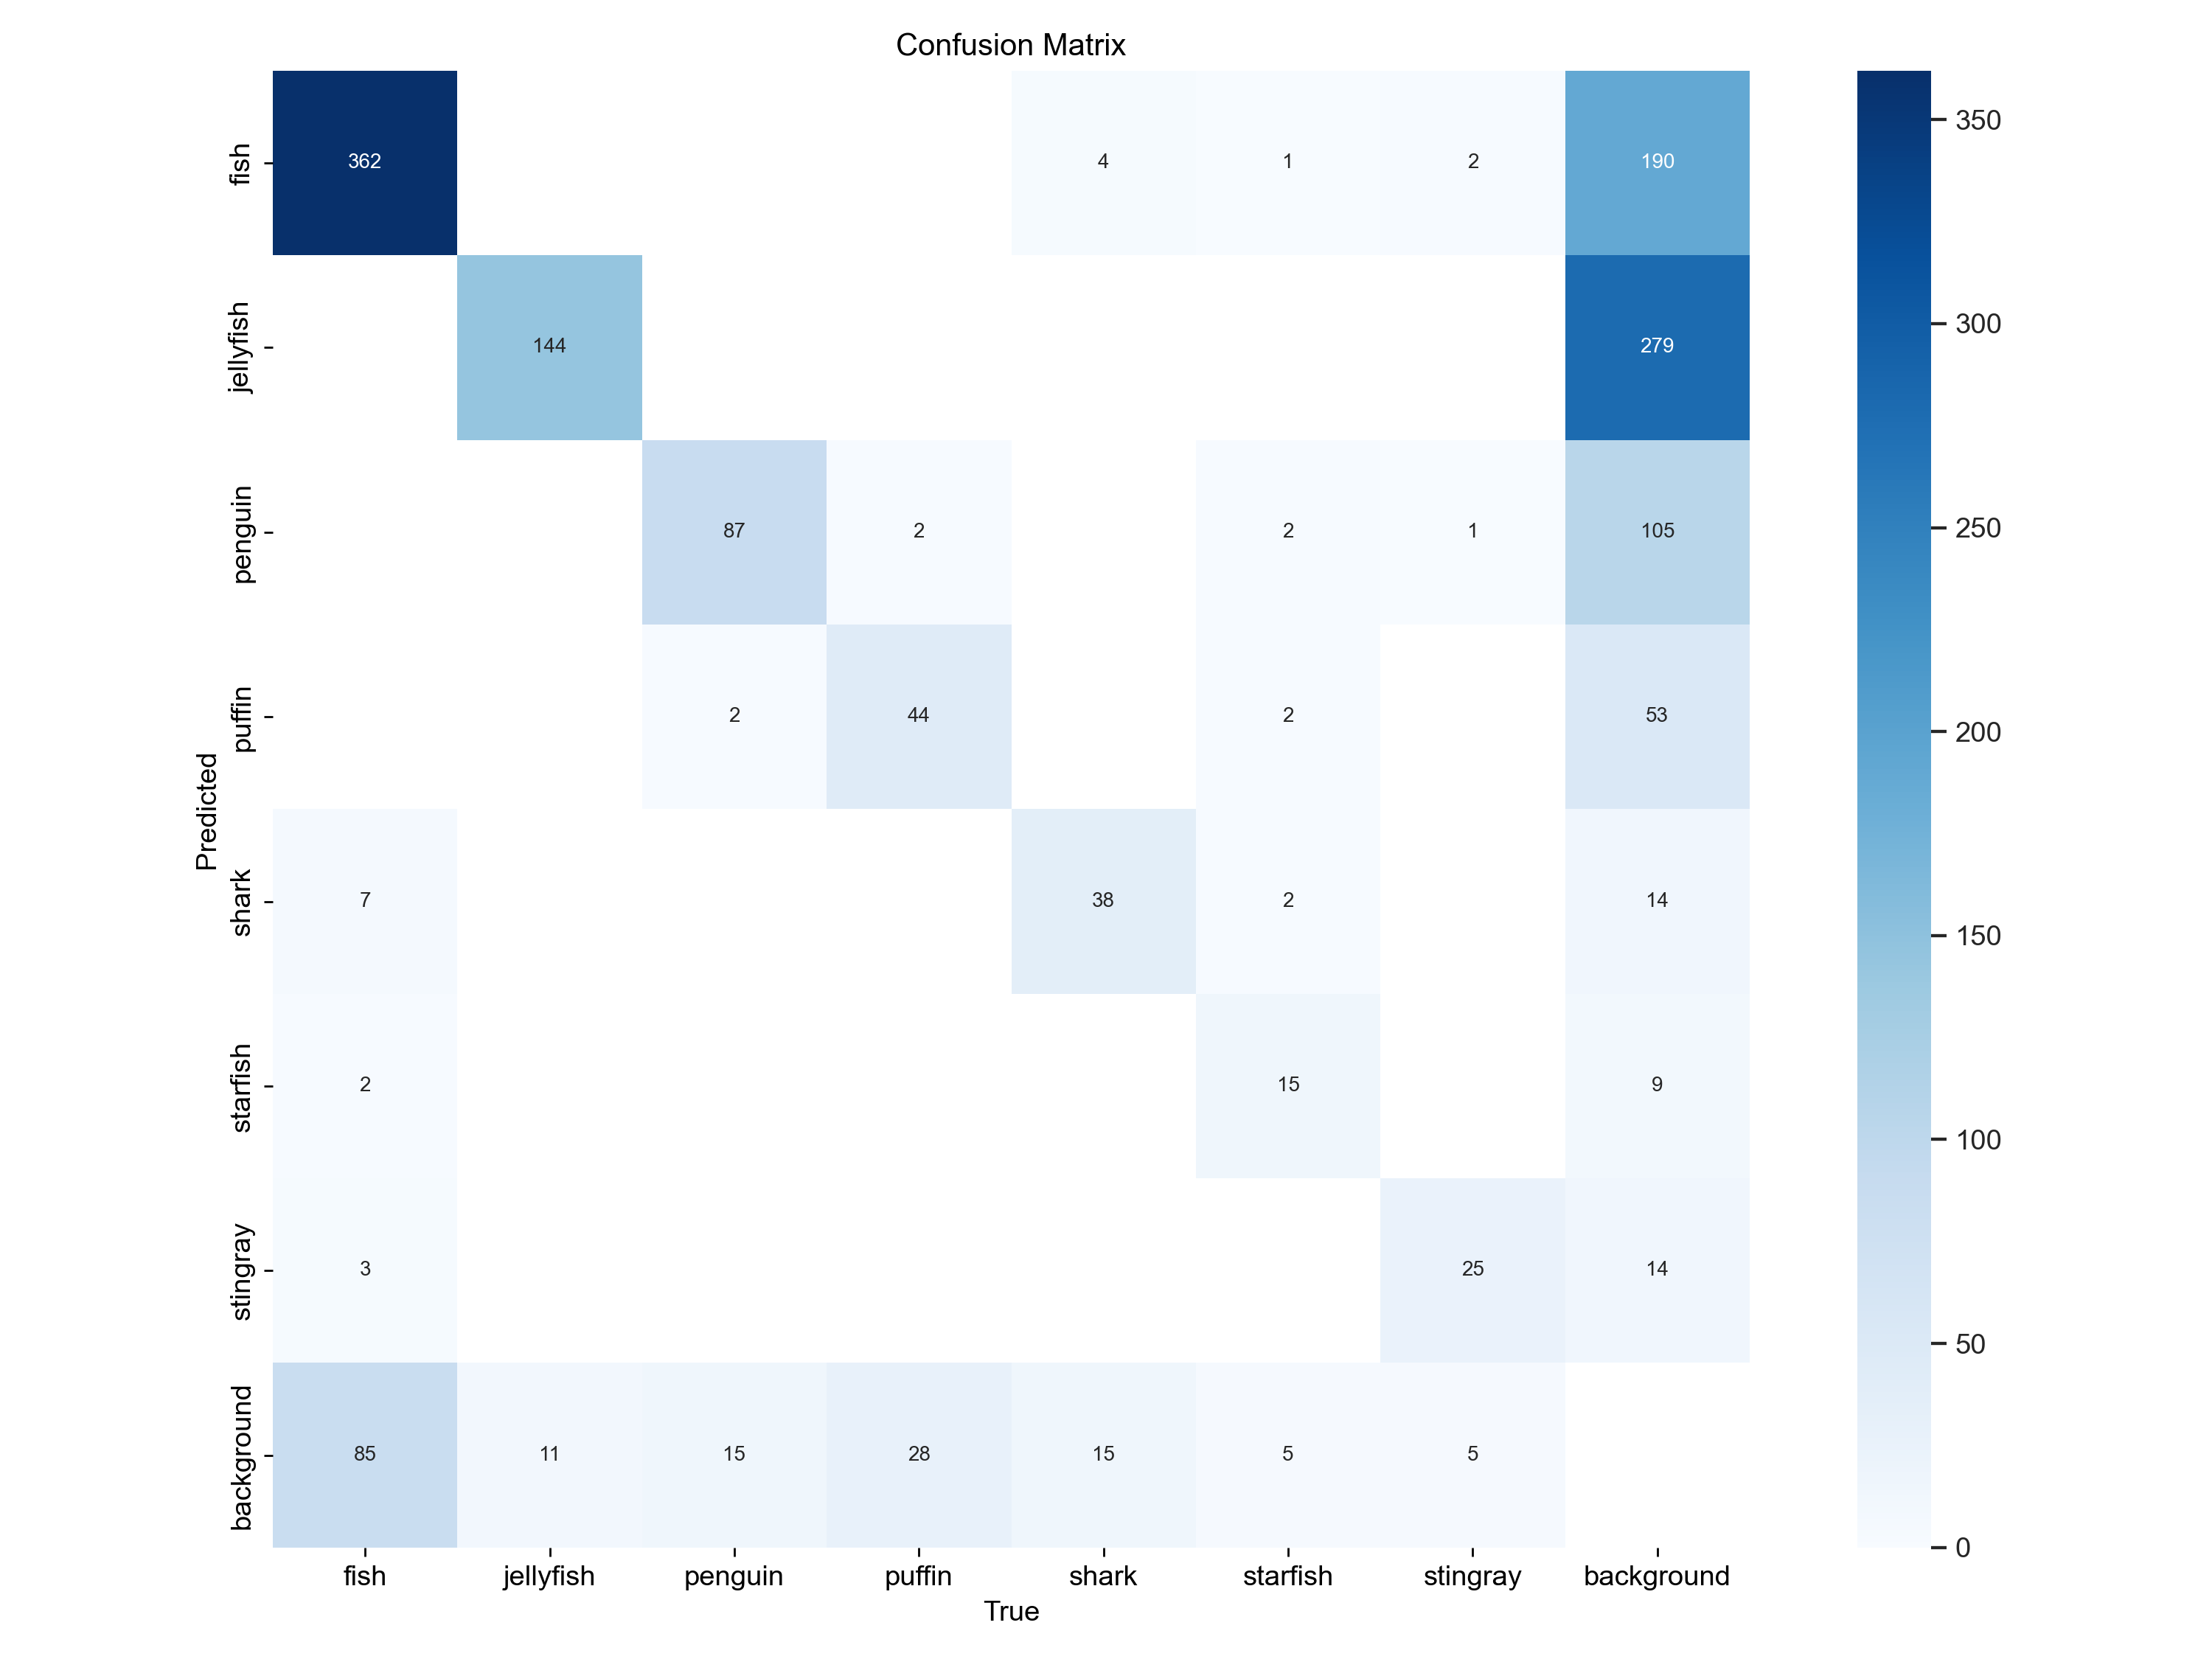 Confusion Matrix
fish 362 4 1 2 190
jellyfish 144 279
penguin 87 2 2 1 105
puffin 2 44 2 53
shark 7 38 2 14
starfish 2 15 9
stingray 3 25 14
background 85 11 15 28 15 5 5
fish jellyfish penguin puffin shark starfish stingray background
True
Predicted
350
300
250
200
150
100
50
0